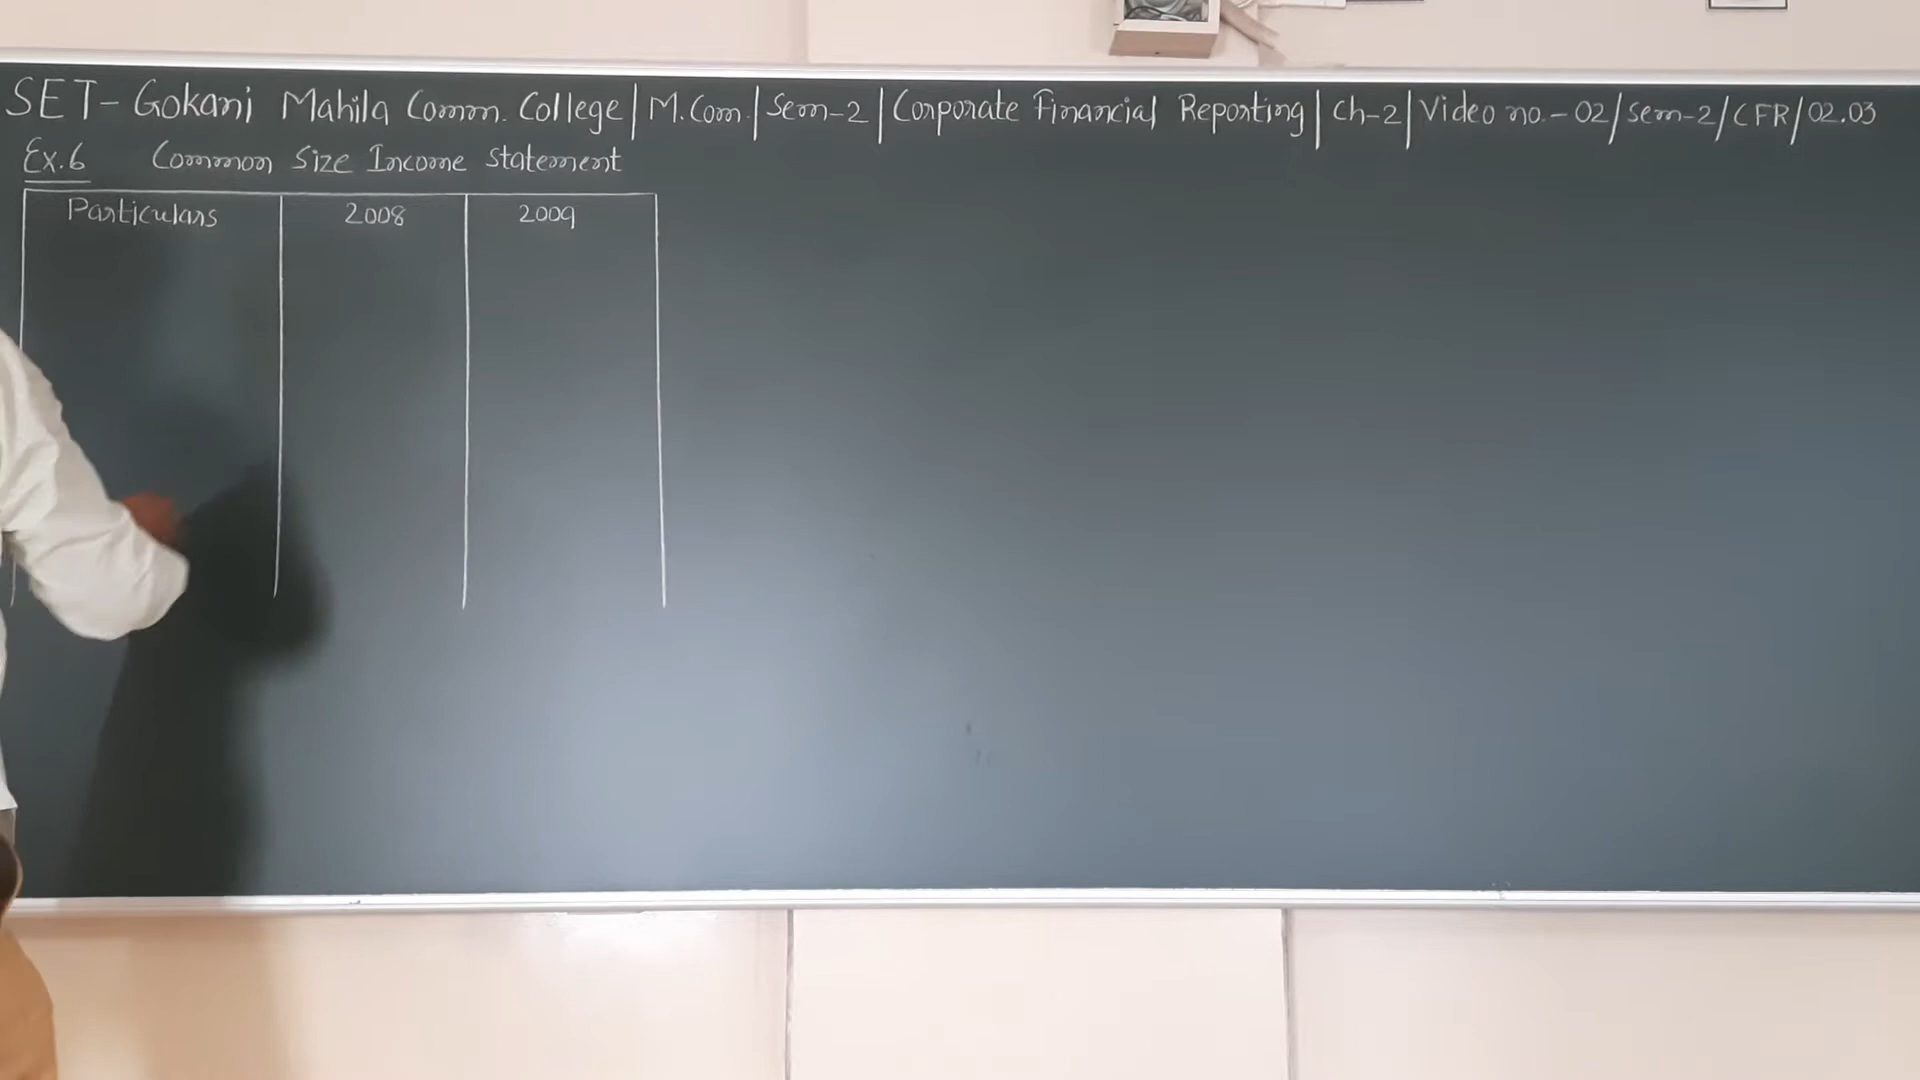 SET-Gokani Mahila Comm. College|M.Com.|Sem-2|Corporate Financial Reporting|Ch-2|Video no.-02/sem-2/CFR/02.03
Ex.6 Common Size Income Statement
Particulars 2008 2009